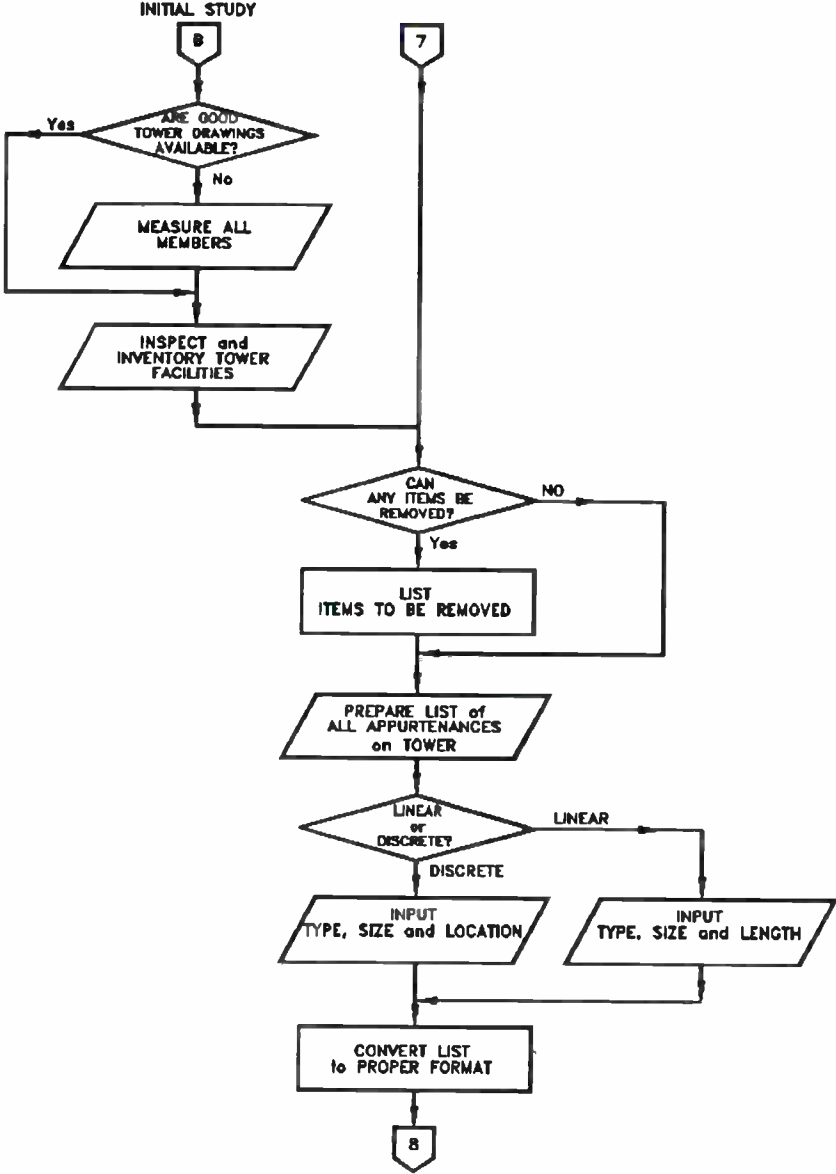 INITIAL STUDY
6
7
ARE GOOD
TOWER DRAWINGS
AVAILABLE?
Yes
No
MEASURE ALL
MEMBERS
INSPECT and
INVENTORY TOWER
FACILITIES
CAN
ANY ITEMS BE
REMOVED?
NO
Yes
LIST
ITEMS TO BE REMOVED
PREPARE LIST of
ALL APPURTENANCES
on TOWER
LINEAR
or
DISCRETE?
LINEAR
DISCRETE
INPUT
TYPE, SIZE and LOCATION
INPUT
TYPE, SIZE and LENGTH
CONVERT LIST
to PROPER FORMAT
8